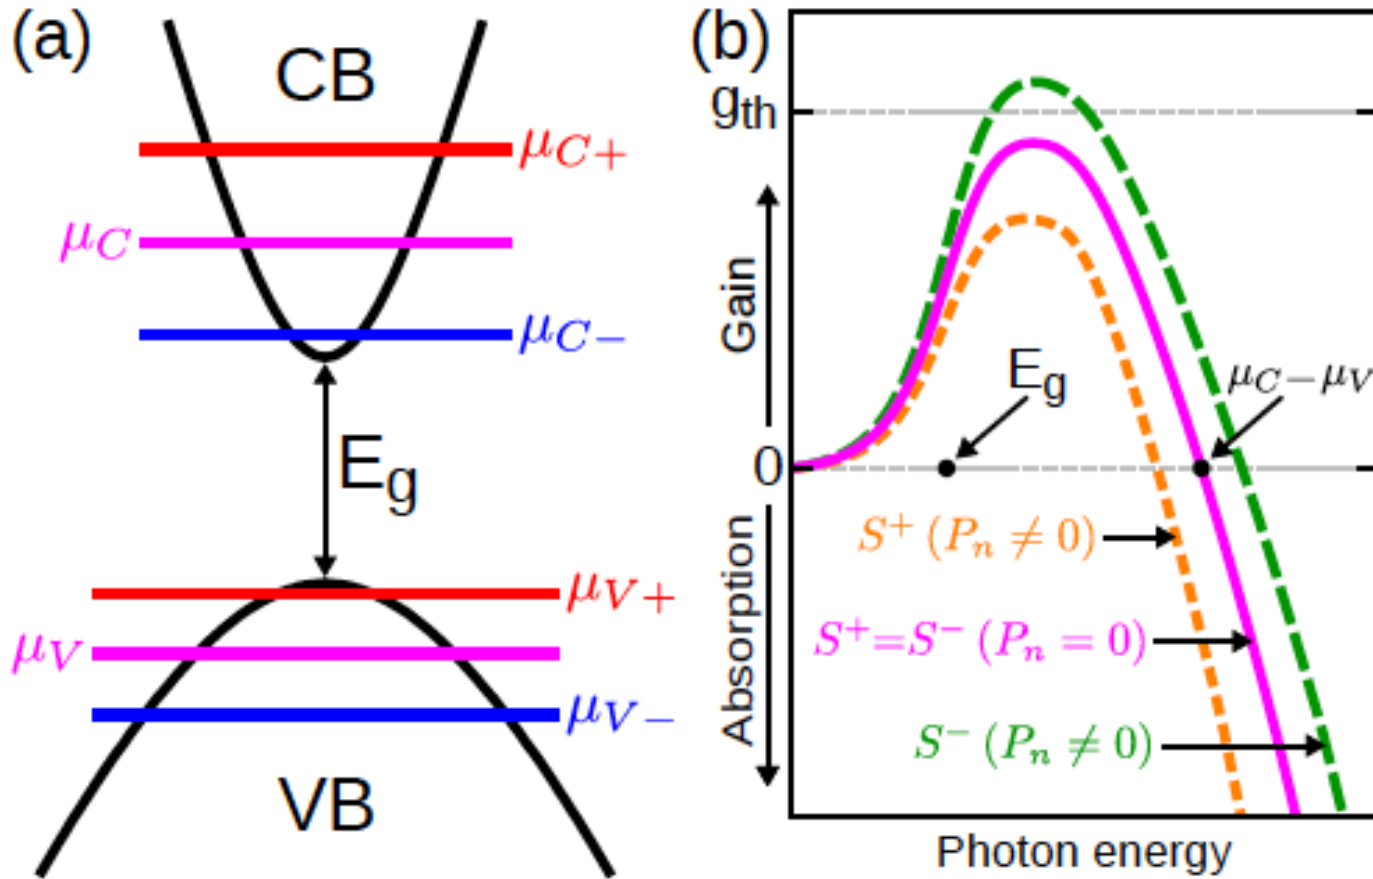 (a)
CB
μC+
μC
μC−
Eg
μV+
μV
μV−
VB
(b)
gth
Gain
Eg
μC−μV
0
Absorption
S⁺ (Pn ≠ 0)
S⁺=S⁻ (Pn = 0)
S⁻ (Pn ≠ 0)
Photon energy